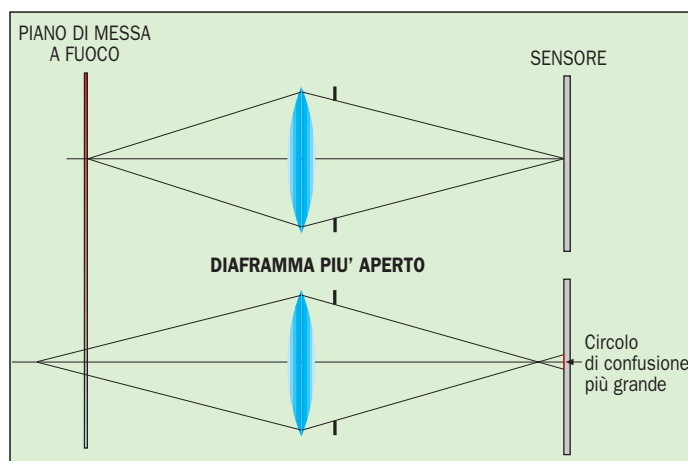 PIANO DI MESSA
A FUOCO
SENSORE
DIAFRAMMA PIU' APERTO
Circolo
di confusione
più grande